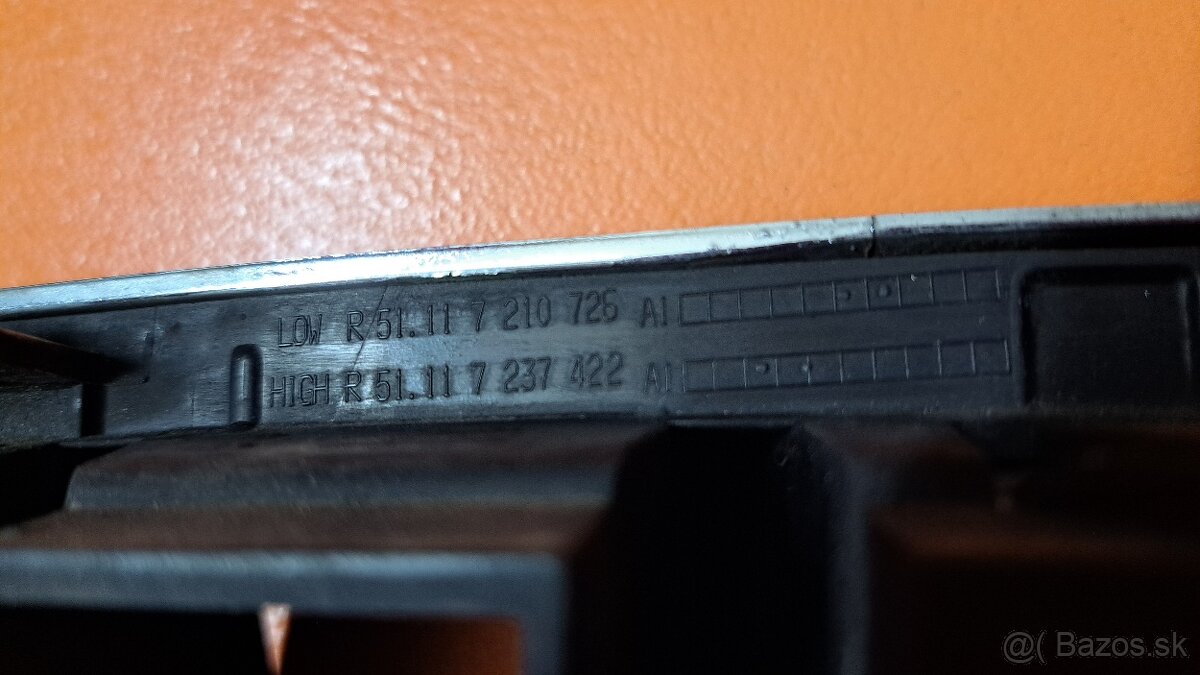 LOW R 51.11 7 210 726 A1
HIGH R 51.11 7 237 422 A1
@( Bazos.sk